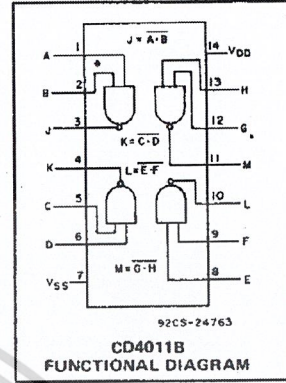 J = A·B
A 1 14 VDD
13 H
B 2
12 G
J 3
K = C·D
11 M
K 4
L = E·F
10 L
C 5
9 F
D 6
8 E
M = G·H
VSS 7
92CS-24763
CD4011B
FUNCTIONAL DIAGRAM